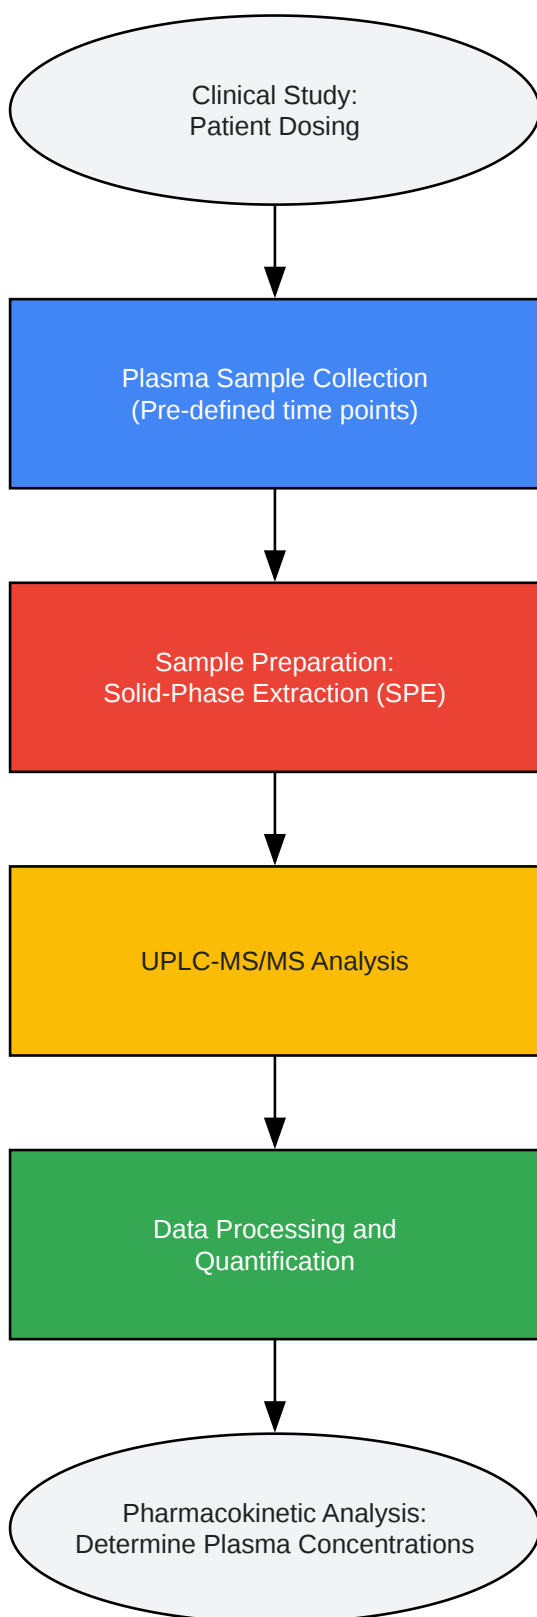 Clinical Study:
Patient Dosing
Plasma Sample Collection
(Pre-defined time points)
Sample Preparation:
Solid-Phase Extraction (SPE)
UPLC-MS/MS Analysis
Data Processing and
Quantification
Pharmacokinetic Analysis:
Determine Plasma Concentrations